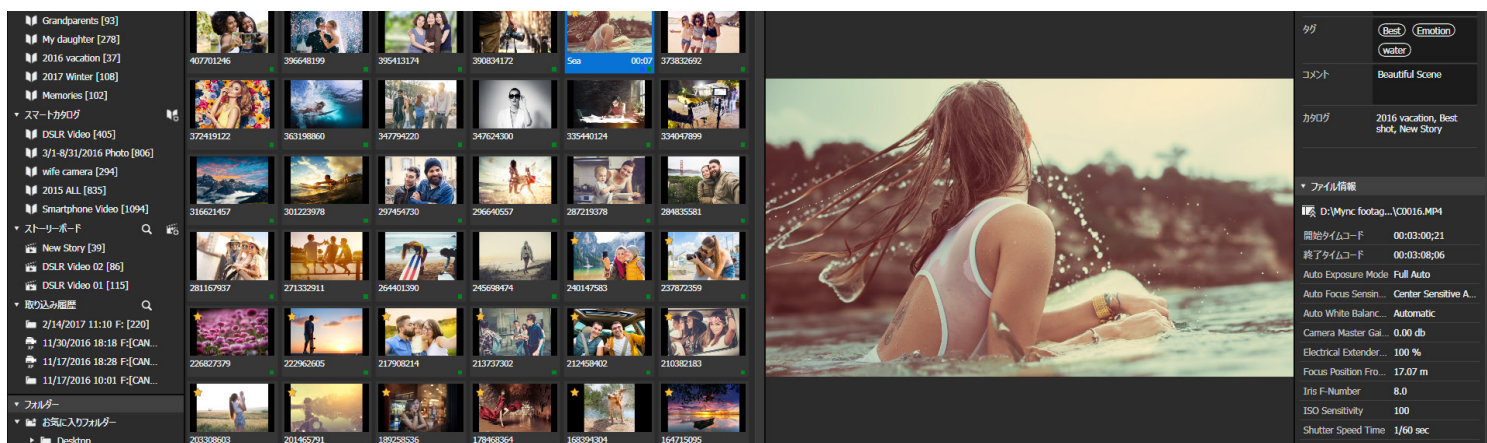 Grandparents [93]
My daughter [278]
2016 vacation [37]
2017 Winter [108]
Memories [102]
スマートカタログ
DSLR Video [405]
3/1-8/31/2016 Photo [806]
wife camera [294]
2015 ALL [835]
Smartphone Video [1094]
ストーリーボード
New Story [39]
DSLR Video 02 [86]
DSLR Video 01 [115]
取り込み履歴
2/14/2017 11:10 F: [220]
11/30/2016 18:18 F:[CAN...
11/17/2016 18:28 F:[CAN...
11/17/2016 10:01 F:[CAN...
フォルダー
お気に入りフォルダー
Desktop
407701246 396648199 395413174 390834172 Sea 00:07 373832692
372419122 363198860 347794220 347624300 335440124 334047899
316621457 301223978 297454730 296640557 287219378 284835581
281167937 271332911 264401390 245698474 240147583 237872359
226827379 222962605 217908214 213737302 212458402 210382183
203308603 201465791 189258536 178468364 168394304 164715095
タグ Best Emotion
water
コメント Beautiful Scene
カタログ 2016 vacation, Best
shot, New Story
ファイル情報
D:\Mync footag...\C0016.MP4
開始タイムコード 00:03:00;21
終了タイムコード 00:03:08;06
Auto Exposure Mode Full Auto
Auto Focus Sensin... Center Sensitive A...
Auto White Balanc... Automatic
Camera Master Gai... 0.00 db
Electrical Extender... 100 %
Focus Position Fro... 17.07 m
Iris F-Number 8.0
ISO Sensitivity 100
Shutter Speed Time 1/60 sec